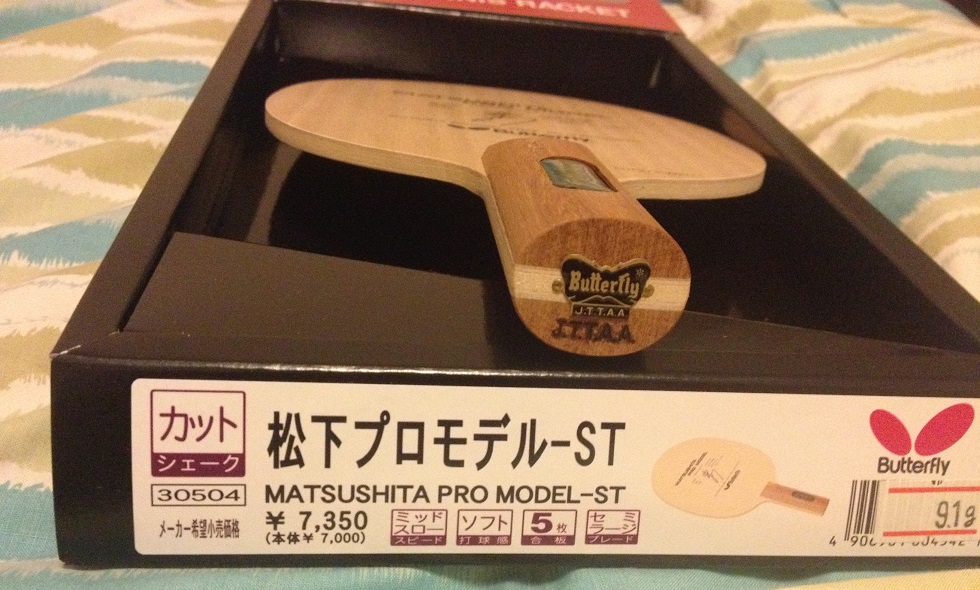 RACKET
Butterfly
Butterfly
J.T.T.A.A
J.T.T.A.A
カット
シェーク
30504
メーカー希望小売価格
松下プロモデル-ST
MATSUSHITA PRO MODEL-ST
¥ 7,350
(本体¥ 7,000)
ミッド
スロー
スピード
ソフト
打球感
5枚
合板
セミ
ラージ
ブレード
Butterfly
91g